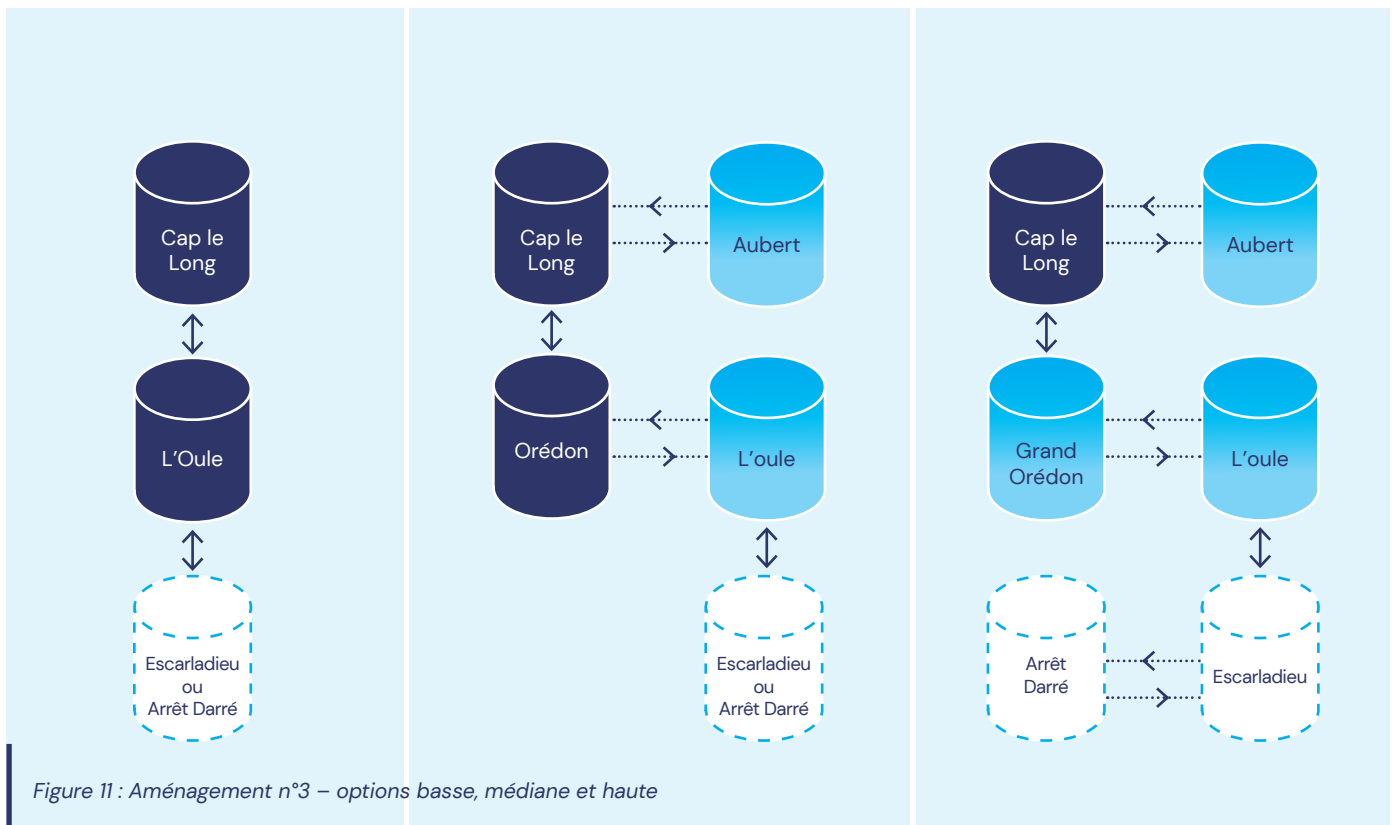 Cap le
Long
L'Oule
Escarladieu
ou
Arrêt Darré
Cap le
Long
Aubert
Orédon
L'oule
Escarladieu
ou
Arrêt Darré
Cap le
Long
Aubert
Grand
Orédon
L'oule
Arrêt
Darré
Escarladieu
Figure 11 : Aménagement n°3 – options basse, médiane et haute